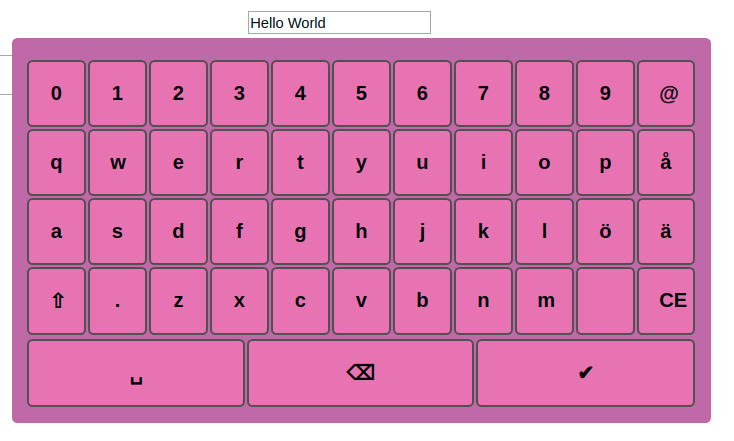 Hello World
0 1 2 3 4 5 6 7 8 9 @
q w e r t y u i o p å
a s d f g h j k l ö ä
⇧ . z x c v b n m CE
␣ ⌫ ✔